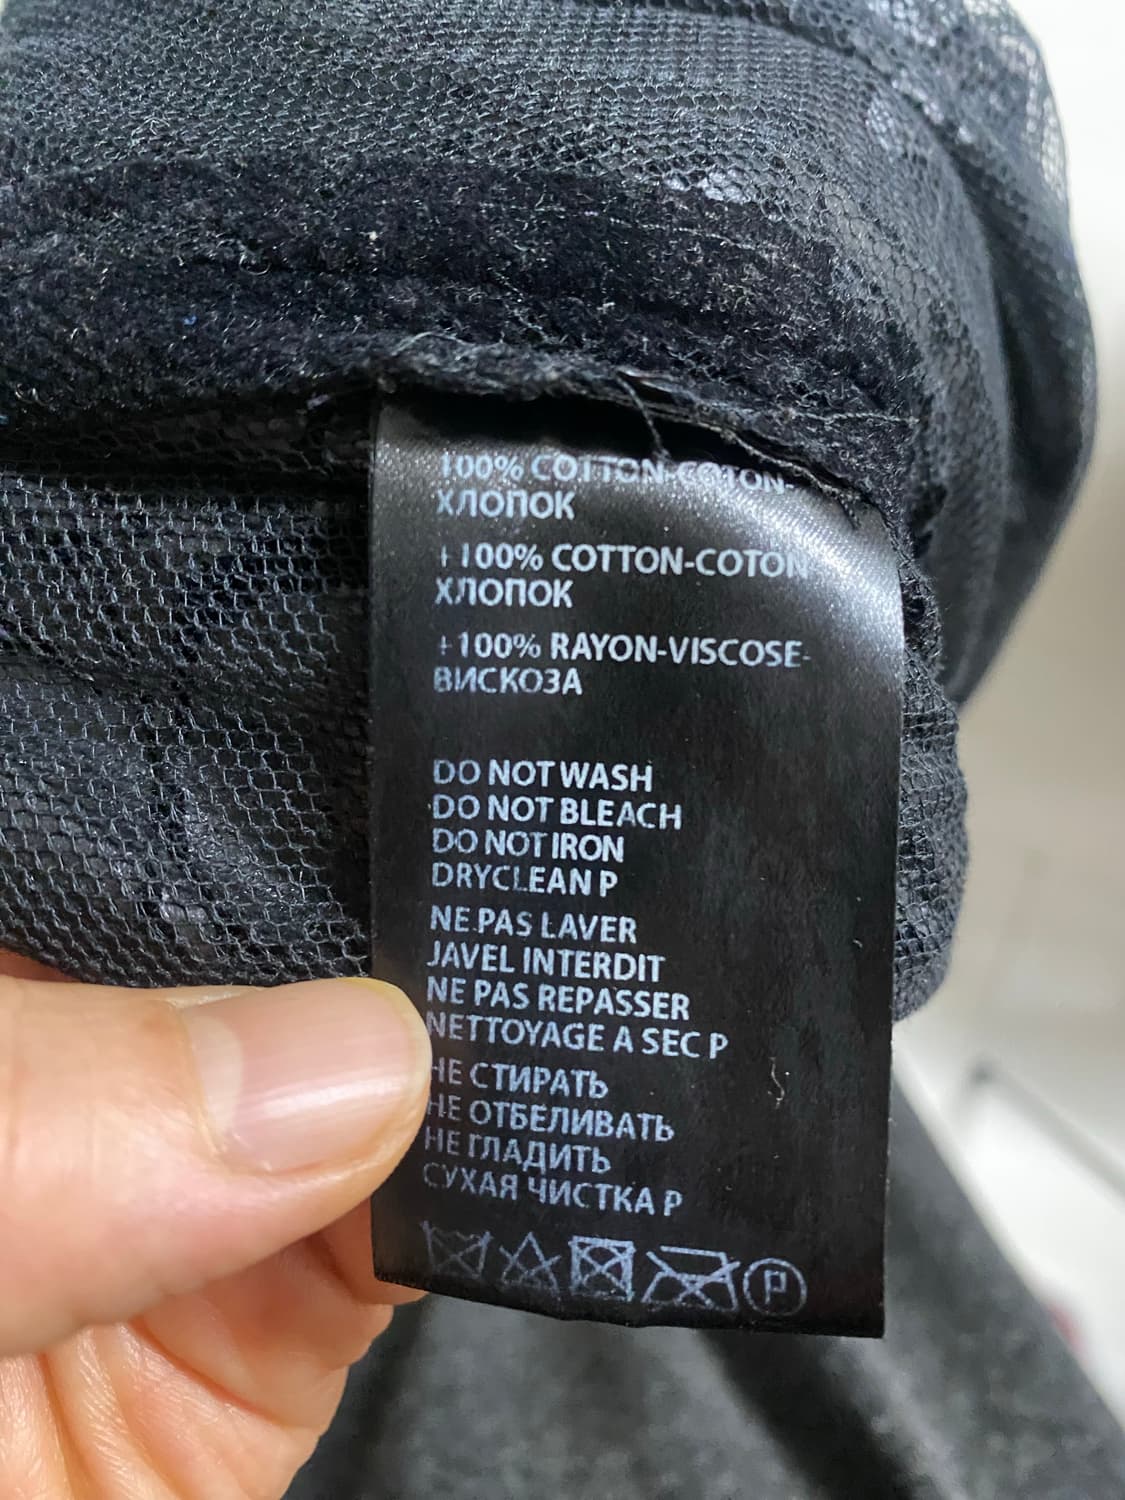 100% COTTON-COTON-
ХЛОПОК
+100% COTTON-COTON
ХЛОПОК
+100% RAYON-VISCOSE-
ВИСКОЗА
DO NOT WASH
DO NOT BLEACH
DO NOT IRON
DRYCLEAN P
NE PAS LAVER
JAVEL INTERDIT
NE PAS REPASSER
NETTOYAGE A SEC P
НЕ СТИРАТЬ
НЕ ОТБЕЛИВАТЬ
НЕ ГЛАДИТЬ
СУХАЯ ЧИСТКА P
P